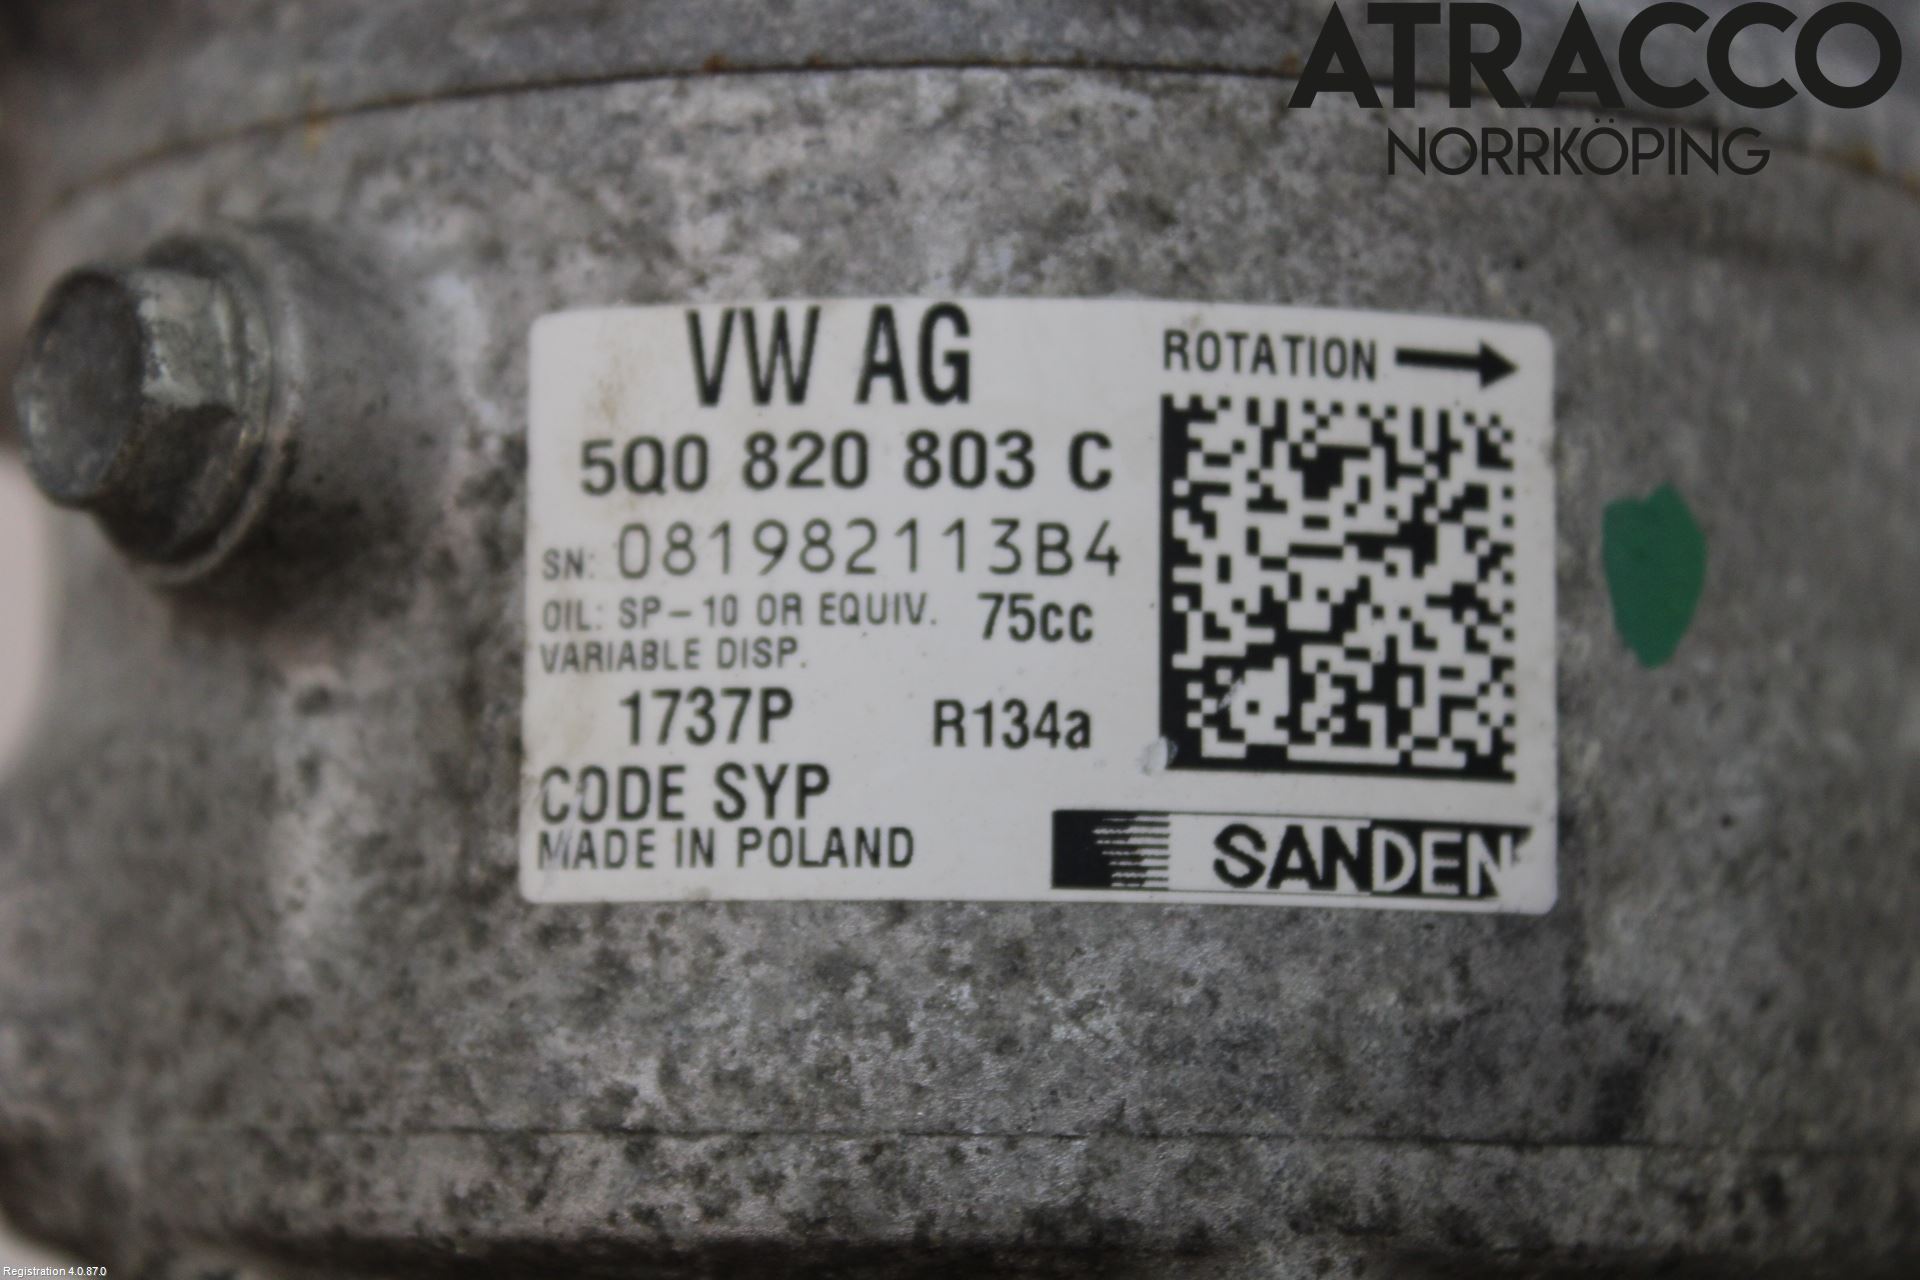 ATRACCO
NORRKÖPING
VW AG
ROTATION
5Q0 820 803 C
SN: 081982113B4
OIL: SP-10 OR EQUIV. 75cc
VARIABLE DISP.
1737P R134a
CODE SYP
MADE IN POLAND
SANDEN
Registration 4.0.87.0